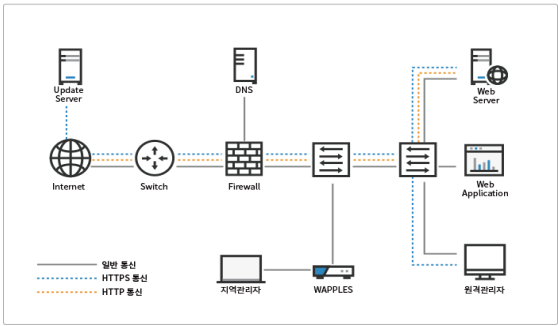 Update
Server
DNS
Web
Server
Internet
Switch
Firewall
Web
Application
일반 통신
HTTPS 통신
HTTP 통신
지역관리자
WAPPLES
원격관리자